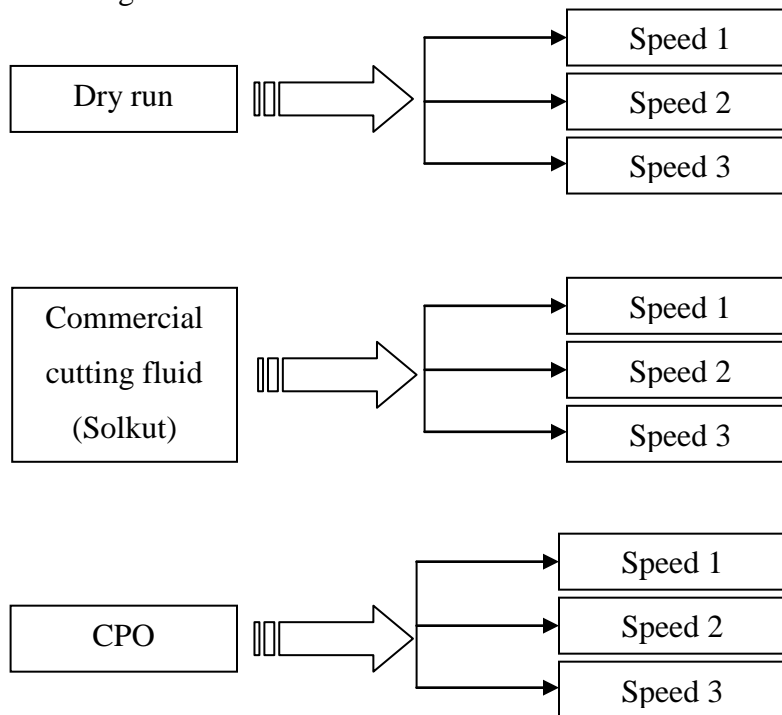 Speed 1
Dry run
Speed 2
Speed 3
Commercial
cutting fluid
(Solkut)
Speed 1
Speed 2
Speed 3
CPO
Speed 1
Speed 2
Speed 3